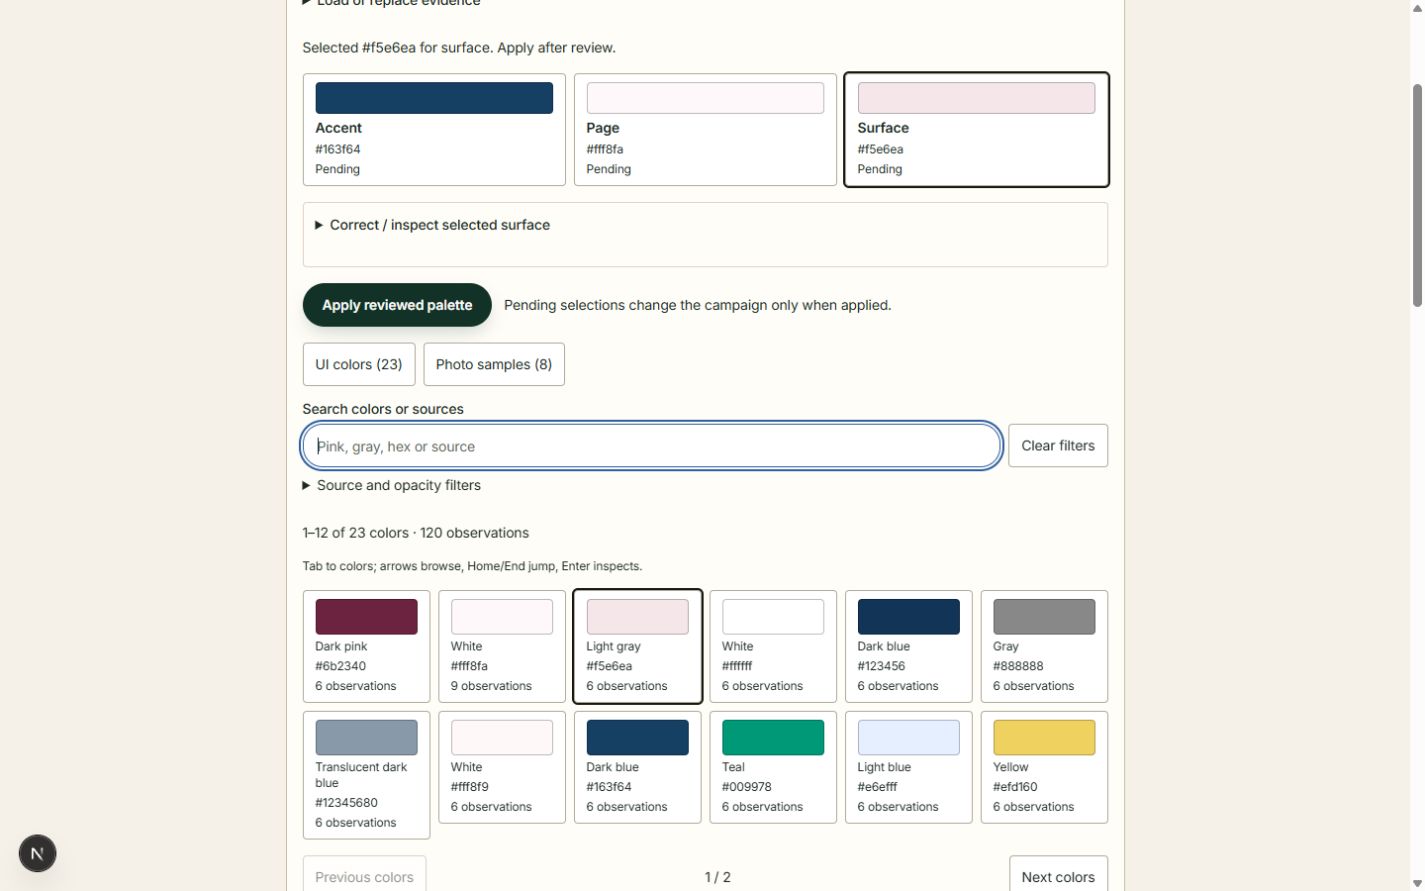 Load or replace evidence
Selected #f5e6ea for surface. Apply after review.
Accent
#163f64
Pending
Page
#fff8fa
Pending
Surface
#f5e6ea
Pending
Correct / inspect selected surface
Apply reviewed palette
Pending selections change the campaign only when applied.
UI colors (23)
Photo samples (8)
Search colors or sources
Pink, gray, hex or source
Clear filters
Source and opacity filters
1–12 of 23 colors · 120 observations
Tab to colors; arrows browse, Home/End jump, Enter inspects.
Dark pink
#6b2340
6 observations
White
#fff8fa
9 observations
Light gray
#f5e6ea
6 observations
White
#ffffff
6 observations
Dark blue
#123456
6 observations
Gray
#888888
6 observations
Translucent dark
blue
#12345680
6 observations
White
#fff8f9
6 observations
Dark blue
#163f64
6 observations
Teal
#009978
6 observations
Light blue
#e6efff
6 observations
Yellow
#efd160
6 observations
N
Previous colors
1 / 2
Next colors